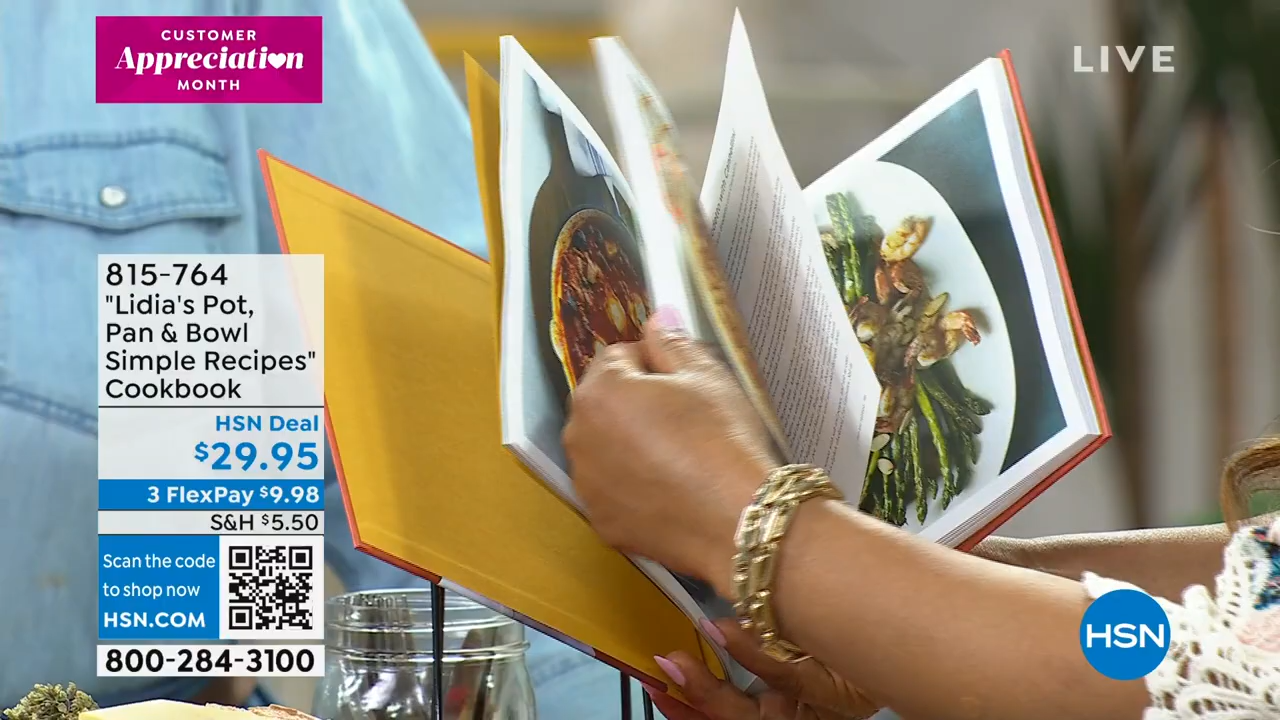 CUSTOMER
Appreciation
MONTH
LIVE
815-764
"Lidia's Pot,
Pan & Bowl
Simple Recipes"
Cookbook
HSN Deal
$29.95
3 FlexPay $9.98
S&H $5.50
Scan the code
to shop now
HSN.COM
800-284-3100
HSN